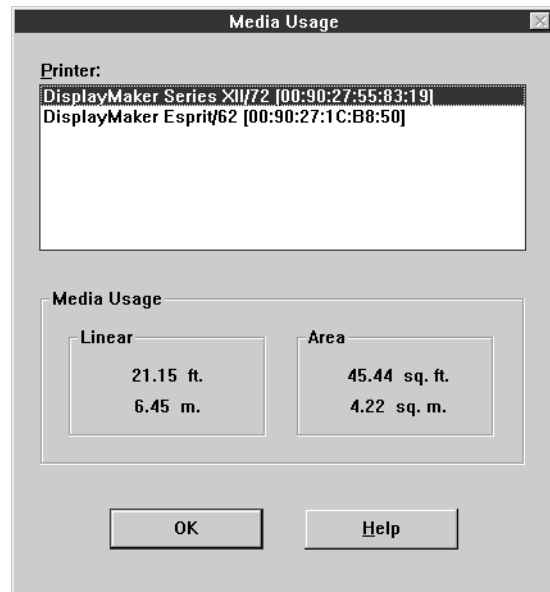 Media Usage
Printer:
DisplayMaker Series XII/72 [00:90:27:55:83:19]
DisplayMaker Esprit/62 [00:90:27:1C:B8:50]
Media Usage
Linear
Area
21.15 ft.
45.44 sq. ft.
6.45 m.
4.22 sq. m.
OK
Help